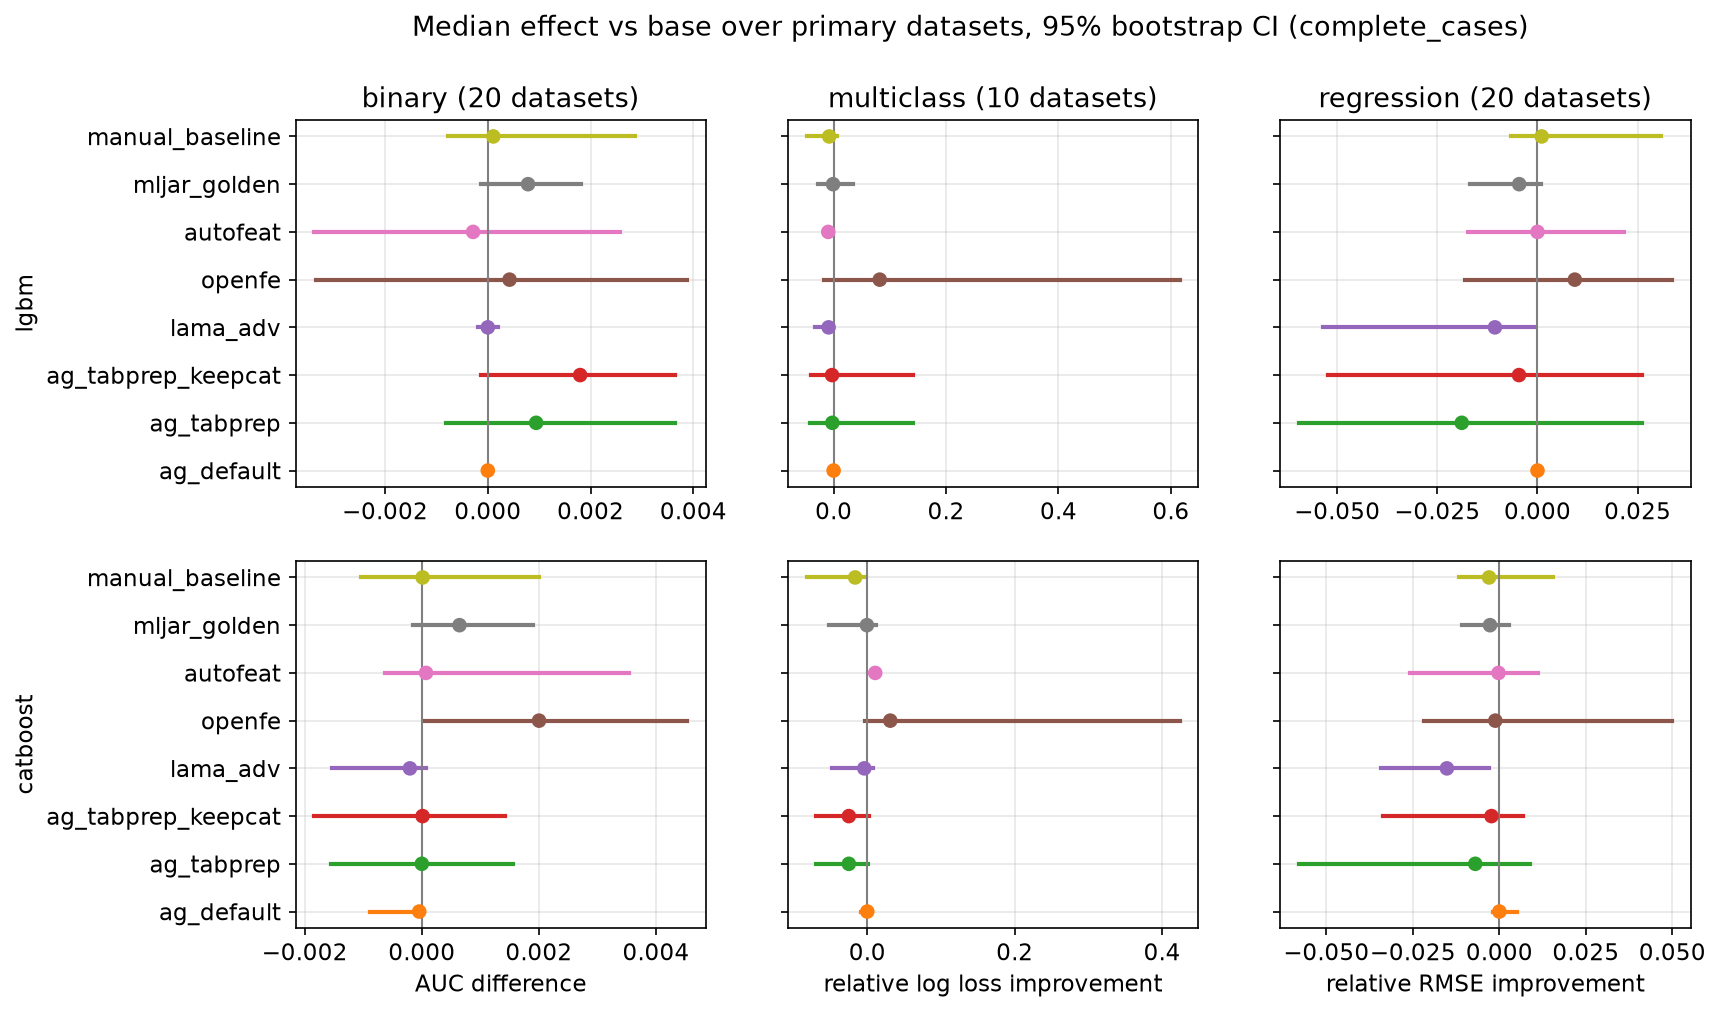 Median effect vs base over primary datasets, 95% bootstrap CI (complete_cases)
binary (20 datasets)
multiclass (10 datasets)
regression (20 datasets)
lgbm
manual_baseline
mljar_golden
autofeat
openfe
lama_adv
ag_tabprep_keepcat
ag_tabprep
ag_default
−0.002 0.000 0.002 0.004
0.0 0.2 0.4 0.6
−0.050 −0.025 0.000 0.025
catboost
manual_baseline
mljar_golden
autofeat
openfe
lama_adv
ag_tabprep_keepcat
ag_tabprep
ag_default
−0.002 0.000 0.002 0.004
0.0 0.2 0.4
−0.050 −0.025 0.000 0.025 0.050
AUC difference
relative log loss improvement
relative RMSE improvement